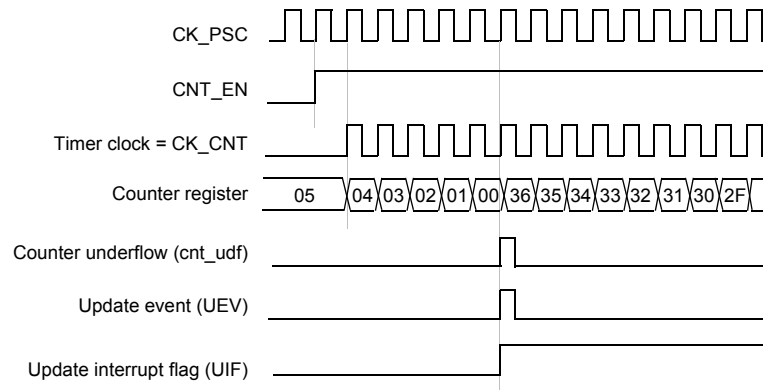 CK_PSC
CNT_EN
Timer clock = CK_CNT
Counter register
05 04 03 02 01 00 36 35 34 33 32 31 30 2F
Counter underflow (cnt_udf)
Update event (UEV)
Update interrupt flag (UIF)